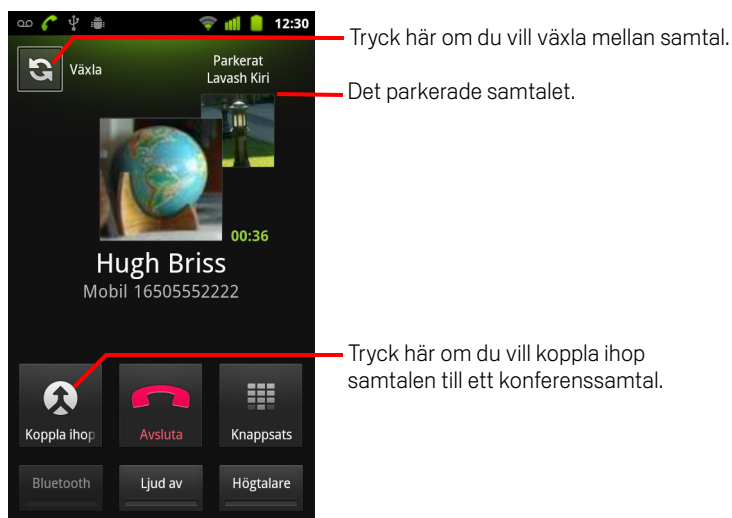 12:30
Växla
Parkerat
Lavash Kiri
Tryck här om du vill växla mellan samtal.
Det parkerade samtalet.
00:36
Hugh Briss
Mobil 16505552222
Tryck här om du vill koppla ihop
samtalen till ett konferenssamtal.
Koppla ihop
Avsluta
Knappsats
Bluetooth
Ljud av
Högtalare